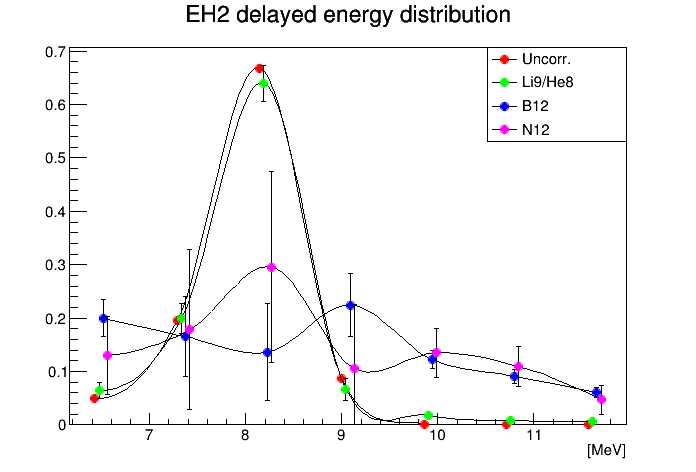 EH2 delayed energy distribution
Uncorr.
Li9/He8
B12
N12
0.7
0.6
0.5
0.4
0.3
0.2
0.1
0
7 8 9 10 11
[MeV]